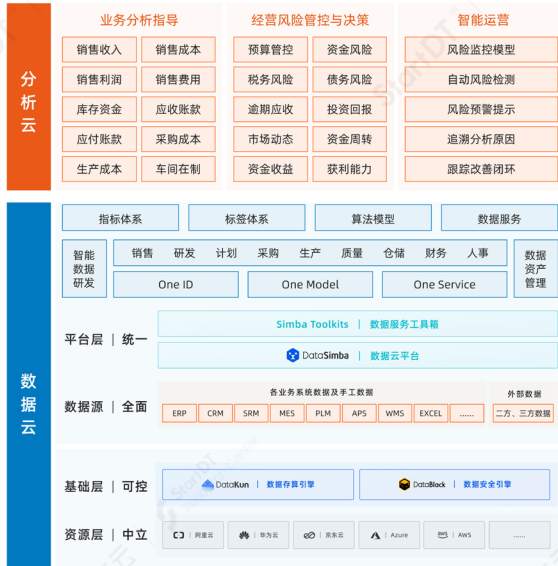 分析云
业务分析指导
经营风险管控与决策
智能运营
销售收入 销售成本 预算管控 资金风险 风险监控模型
销售利润 销售费用 税务风险 债务风险 自动风险检测
库存资金 应收账款 逾期应收 投资回报 风险预警提示
应付账款 采购成本 市场动态 资金周转 追溯分析原因
生产成本 车间在制 资金收益 获利能力 跟踪改善闭环
数据云
指标体系 标签体系 算法模型 数据服务
智能数据研发
销售 研发 计划 采购 生产 质量 仓储 财务 人事
One ID One Model One Service
数据资产管理
平台层 | 统一
Simba Toolkits | 数据服务工具箱
DataSimba | 数据云平台
数据源 | 全面
各业务系统数据及手工数据 外部数据
ERP CRM SRM MES PLM APS WMS EXCEL ...... 二方、三方数据
基础层 | 可控
DataKun | 数据存算引擎 DataBlack | 数据安全引擎
资源层 | 中立
阿里云 华为云 京东云 Azure AWS ......
StartDT